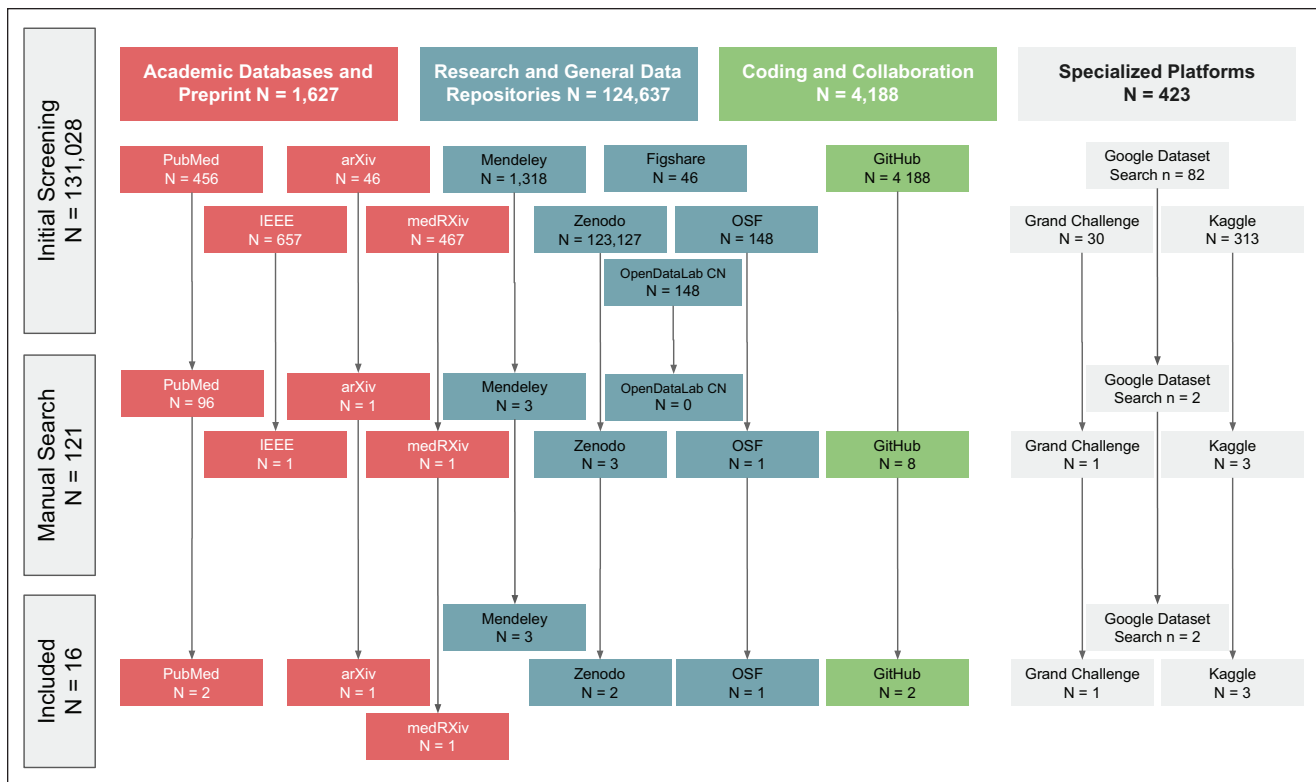 Initial Screening
N = 131,028
Academic Databases and
Preprint N = 1,627
Research and General Data
Repositories N = 124,637
Coding and Collaboration
N = 4,188
Specialized Platforms
N = 423
PubMed
N = 456
arXiv
N = 46
Mendeley
N = 1,318
Figshare
N = 46
GitHub
N = 4 188
Google Dataset
Search n = 82
IEEE
N = 657
medRXiv
N = 467
Zenodo
N = 123,127
OSF
N = 148
Grand Challenge
N = 30
Kaggle
N = 313
OpenDataLab CN
N = 148
Manual Search
N = 121
PubMed
N = 96
arXiv
N = 1
Mendeley
N = 3
OpenDataLab CN
N = 0
Google Dataset
Search n = 2
IEEE
N = 1
medRXiv
N = 1
Zenodo
N = 3
OSF
N = 1
GitHub
N = 8
Grand Challenge
N = 1
Kaggle
N = 3
Included
N = 16
Mendeley
N = 3
Google Dataset
Search n = 2
PubMed
N = 2
arXiv
N = 1
Zenodo
N = 2
OSF
N = 1
GitHub
N = 2
Grand Challenge
N = 1
Kaggle
N = 3
medRXiv
N = 1